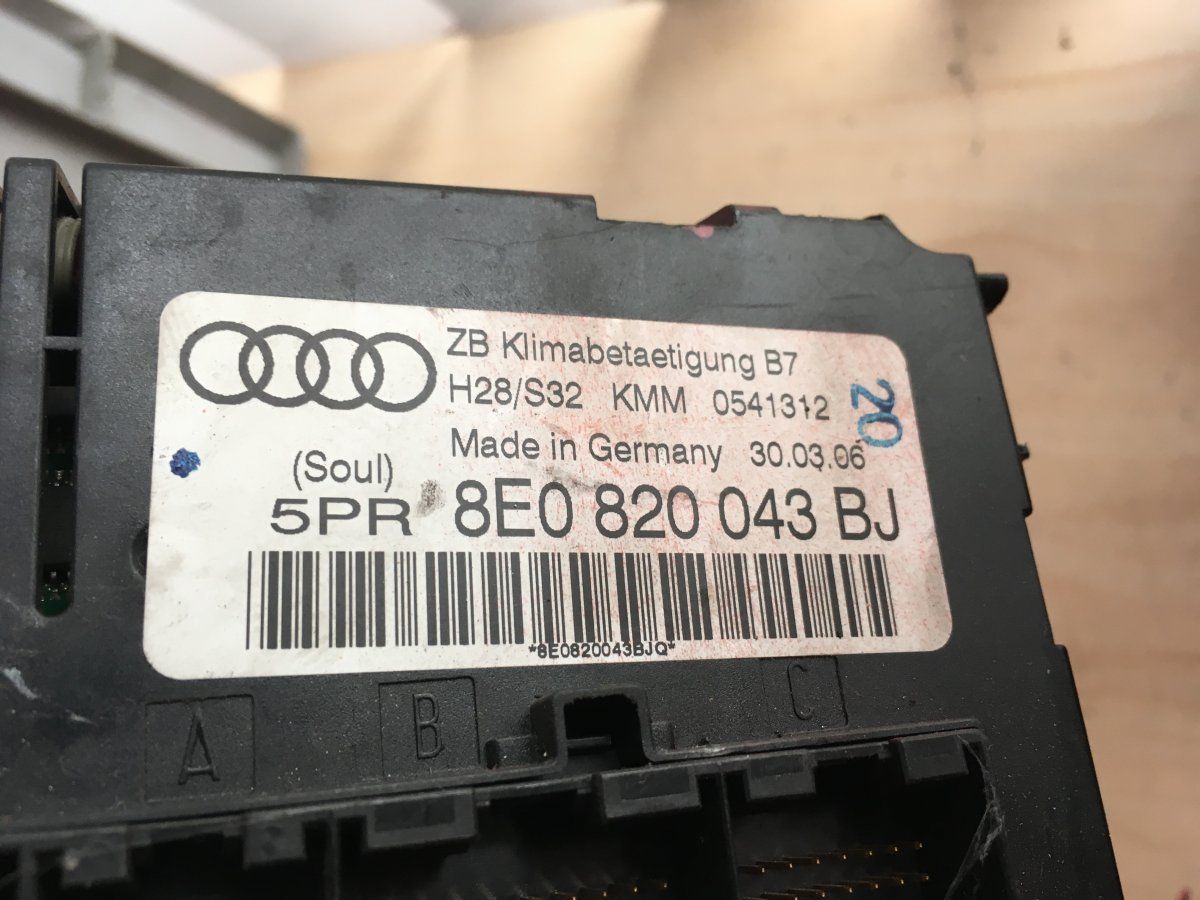 ZB Klimabetaetigung B7
H28/S32 KMM 0541312
20
Made in Germany 30.03.06
(Soul)
5PR 8E0 820 043 BJ
*8E0820043BJQ*
A B C